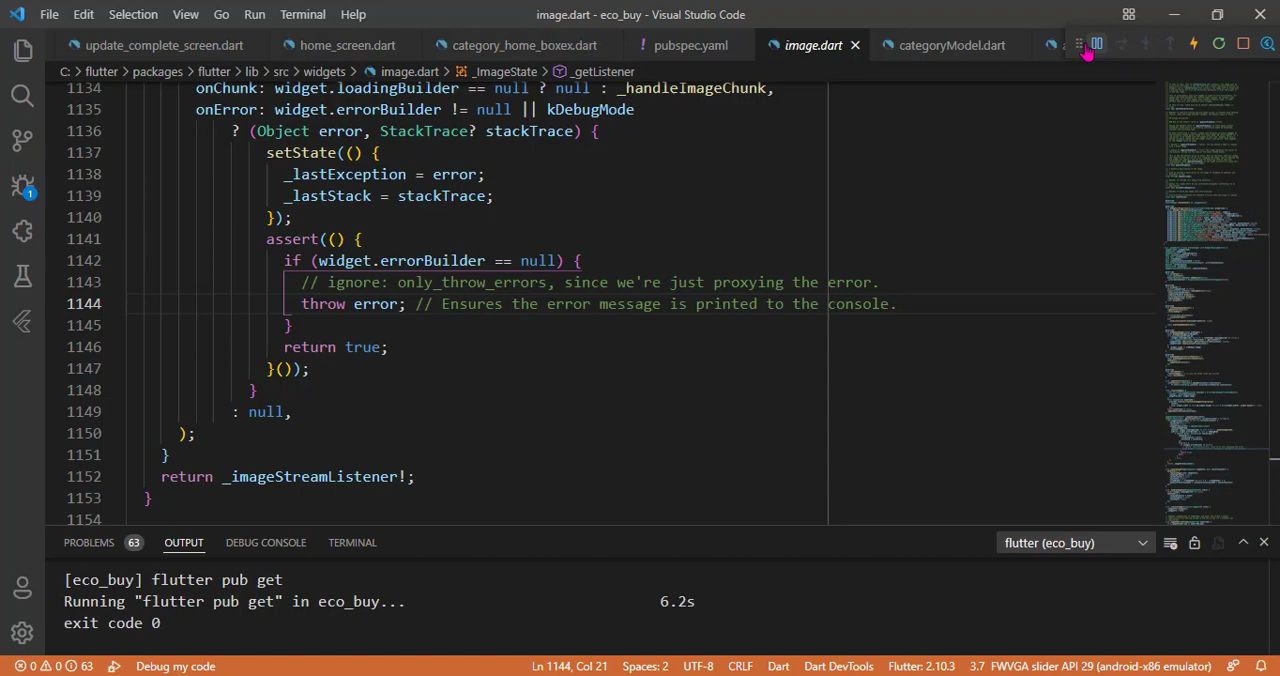 File Edit Selection View Go Run Terminal Help image.dart - eco_buy - Visual Studio Code
update_complete_screen.dart home_screen.dart category_home_boxex.dart ! pubspec.yaml image.dart categoryModel.dart
C: > flutter > packages > flutter > lib > src > widgets > image.dart > _ImageState > _getListener
1134 onChunk: widget.loadingBuilder == null ? null : _handleImageChunk,
1135 onError: widget.errorBuilder != null || kDebugMode
1136 ? (Object error, StackTrace? stackTrace) {
1137 setState(() {
1138 _lastException = error;
1139 _lastStack = stackTrace;
1140 });
1141 assert(() {
1142 if (widget.errorBuilder == null) {
1143 // ignore: only_throw_errors, since we're just proxying the error.
1144 throw error; // Ensures the error message is printed to the console.
1145 }
1146 return true;
1147 }());
1148 }
1149 : null,
1150 );
1151 }
1152 return _imageStreamListener!;
1153 }
1154
1
PROBLEMS 63 OUTPUT DEBUG CONSOLE TERMINAL flutter (eco_buy)
[eco_buy] flutter pub get
Running "flutter pub get" in eco_buy... 6.2s
exit code 0
0 0 63 Debug my code Ln 1144, Col 21 Spaces: 2 UTF-8 CRLF Dart Dart DevTools Flutter: 2.10.3 3.7 FWVGA slider API 29 (android-x86 emulator)